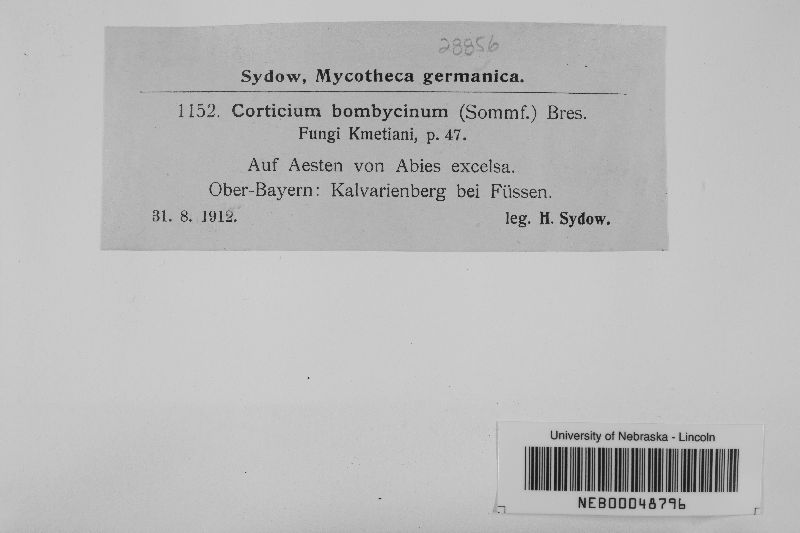 28856
Sydow, Mycotheca germanica.
1152. Corticium bombycinum (Sommf.) Bres.
Fungi Kmetiani, p. 47.
Auf Aesten von Abies excelsa.
Ober-Bayern: Kalvarienberg bei Füssen.
31. 8. 1912. leg. H. Sydow.
University of Nebraska - Lincoln
NEB00048796